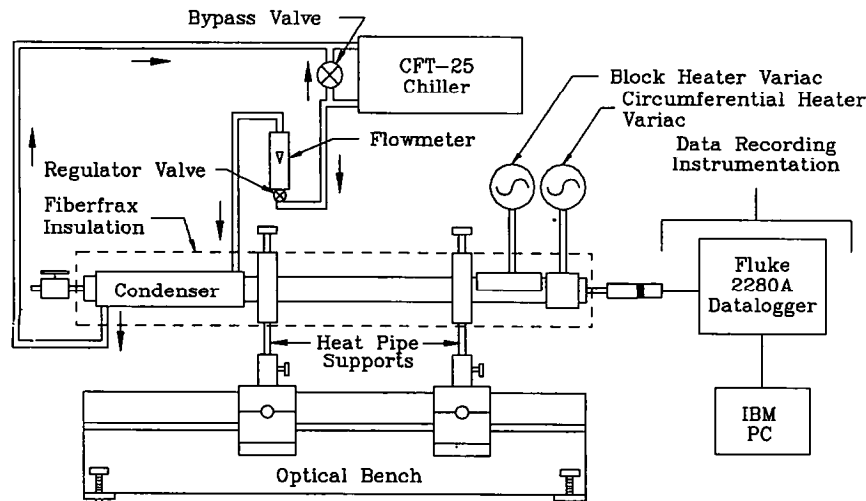 Bypass Valve
CFT-25
Chiller
Block Heater Variac
Circumferential Heater
Variac
Flowmeter
Data Recording
Instrumentation
Regulator Valve
Fiberfrax
Insulation
Condenser
Fluke
2280A
Datalogger
Heat Pipe
Supports
IBM
PC
Optical Bench